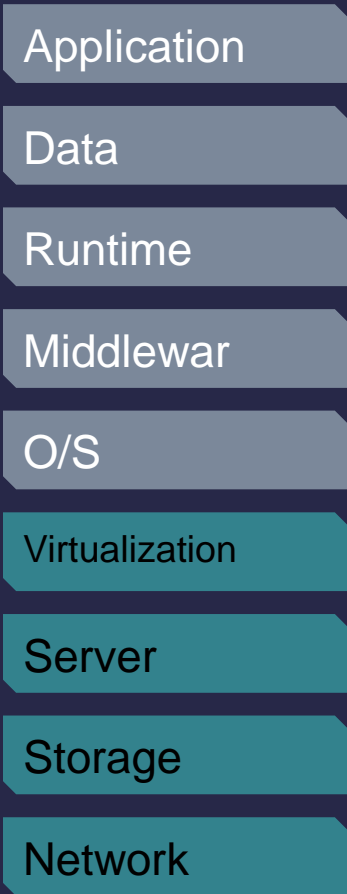 Application
Data
Runtime
Middlewar
O/S
Virtualization
Server
Storage
Network